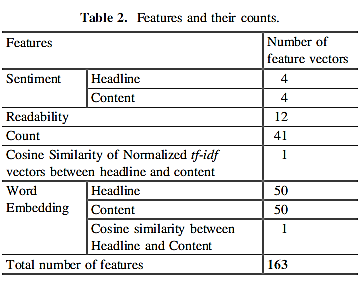 Table 2. Features and their counts.
Features Number of
feature vectors
Sentiment Headline 4
Content 4
Readability 12
Count 41
Cosine Similarity of Normalized tf-idf 1
vectors between headline and content
Word Headline 50
Embedding Content 50
Cosine similarity between 1
Headline and Content
Total number of features 163